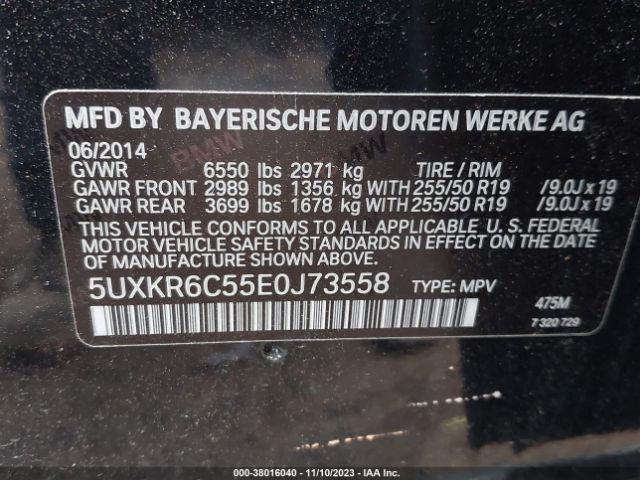 MFD BY BAYERISCHE MOTOREN WERKE AG
06/2014
GVWR 6550 lbs 2971 kg TIRE / RIM
GAWR FRONT 2989 lbs 1356 kg WITH 255/50 R19 /9.0J x 19
GAWR REAR 3699 lbs 1678 kg WITH 255/50 R19 /9.0J x 19
THIS VEHICLE CONFORMS TO ALL APPLICABLE U. S. FEDERAL
MOTOR VEHICLE SAFETY STANDARDS IN EFFECT ON THE DATE
OF MANUFACTURE SHOWN ABOVE.
5UXKR6C55E0J73558 TYPE: MPV
475M
7 320 729
BMW
BMW
000-38016040 - 11/10/2023 - IAA Inc.